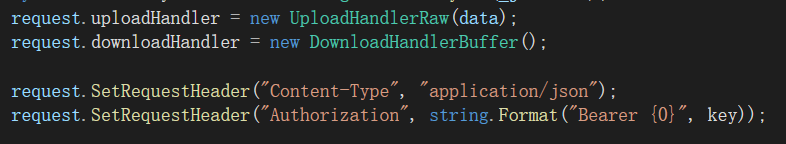 request.uploadHandler = new UploadHandlerRaw(data);
request.downloadHandler = new DownloadHandlerBuffer();
request.SetRequestHeader("Content-Type", "application/json");
request.SetRequestHeader("Authorization", string.Format("Bearer {0}", key));